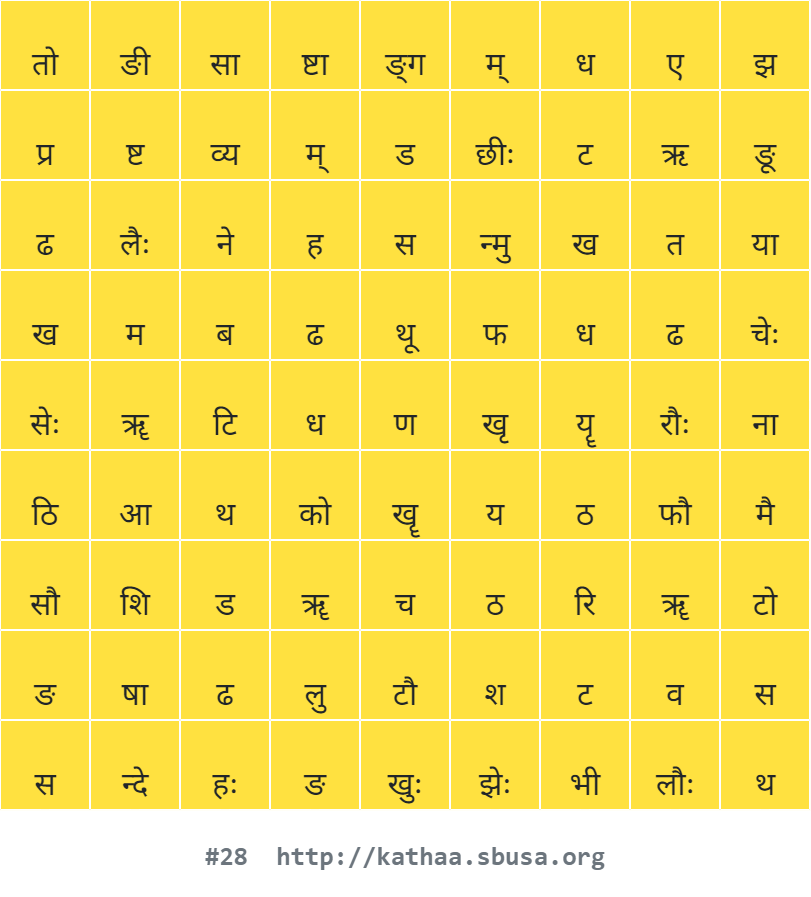 तो ङी सा ष्टा ङ्ग म् ध ए झ
प्र ष्ट व्य म् ड छीः ट ऋ ङू
ढ लैः ने ह स न्मु ख त या
ख म ब ढ थू फ ध ढ चेः
सेः ॠ टि ध ण खृ यॄ रौः ना
ठि आ थ को खॄ य ठ फौ मै
सौ शि ड ॠ च ठ रि ॠ टो
ङ षा ढ लु टौ श ट व स
स न्दे हः ङ खुः झेः भी लौः थ
#28 http://kathaa.sbusa.org